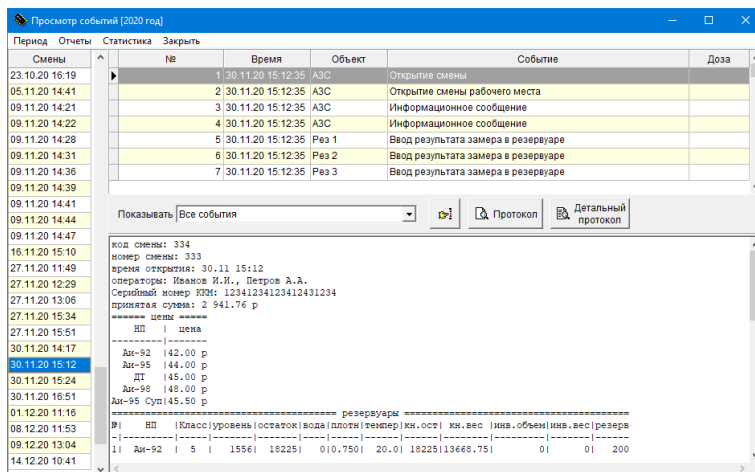 Просмотр событий [2020 год]
Период Отчеты Статистика Закрыть
Смены
23.10.20 16:19
05.11.20 14:41
09.11.20 14:21
09.11.20 14:22
09.11.20 14:28
09.11.20 14:31
09.11.20 14:36
09.11.20 14:39
09.11.20 14:41
09.11.20 14:44
09.11.20 14:47
16.11.20 15:10
27.11.20 11:49
27.11.20 12:29
27.11.20 13:06
27.11.20 15:34
27.11.20 15:51
30.11.20 14:17
30.11.20 15:12
30.11.20 15:24
30.11.20 16:51
01.12.20 11:16
08.12.20 11:53
09.12.20 13:04
14.12.20 10:41
№ Время Объект Событие Доза
1 30.11.20 15:12:35 АЗС Открытие смены
2 30.11.20 15:12:35 АЗС Открытие смены рабочего места
3 30.11.20 15:12:35 АЗС Информационное сообщение
4 30.11.20 15:12:35 АЗС Информационное сообщение
5 30.11.20 15:12:35 Рез 1 Ввод результата замера в резервуаре
6 30.11.20 15:12:35 Рез 2 Ввод результата замера в резервуаре
7 30.11.20 15:12:35 Рез 3 Ввод результата замера в резервуаре
Показывать Все события Протокол Детальный протокол
код смены: 334
номер смены: 333
время открытия: 30.11 15:12
операторы: Иванов И.И., Петров А.А.
Серийный номер ККМ: 12341234123412431234
принятая сумма: 2 941.76 р
====== цены =====
НП | цена
---------|-------
Аи-92 |42.00 р
Аи-95 |44.00 р
ДТ |45.00 р
Аи-98 |48.00 р
Аи-95 Суп|45.50 р
==================================== резервуары ====================================
№| НП |Класс|уровень|остаток|вода|плотн|темпер|кн.ост| кн.вес |инв.объем|инв.вес|резерв
-|---------|-----|-------|-------|----|-----|------|------|--------|---------|-------|------
1| Аи-92 | 5 | 1556| 18225| 0|0.750| 20.0| 18225|13668.75| 0| 0| 200